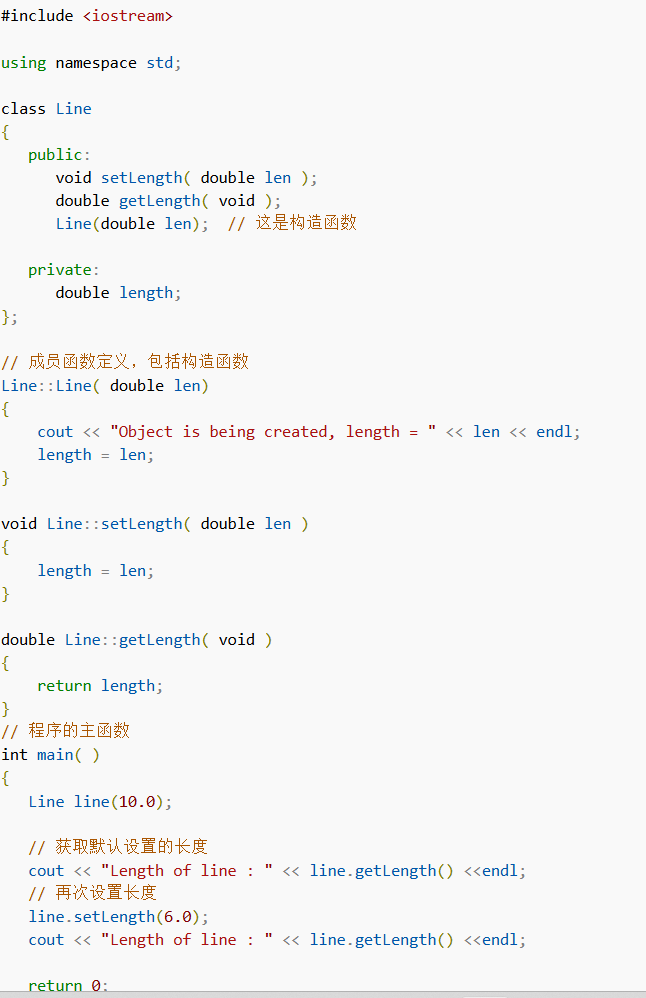 #include <iostream>
using namespace std;
class Line
{
   public:
      void setLength( double len );
      double getLength( void );
      Line(double len);  // 这是构造函数
   private:
      double length;
};
// 成员函数定义，包括构造函数
Line::Line( double len)
{
    cout << "Object is being created, length = " << len << endl;
    length = len;
}
void Line::setLength( double len )
{
    length = len;
}
double Line::getLength( void )
{
    return length;
}
// 程序的主函数
int main( )
{
   Line line(10.0);
   // 获取默认设置的长度
   cout << "Length of line : " << line.getLength() <<endl;
   // 再次设置长度
   line.setLength(6.0);
   cout << "Length of line : " << line.getLength() <<endl;
   return 0;